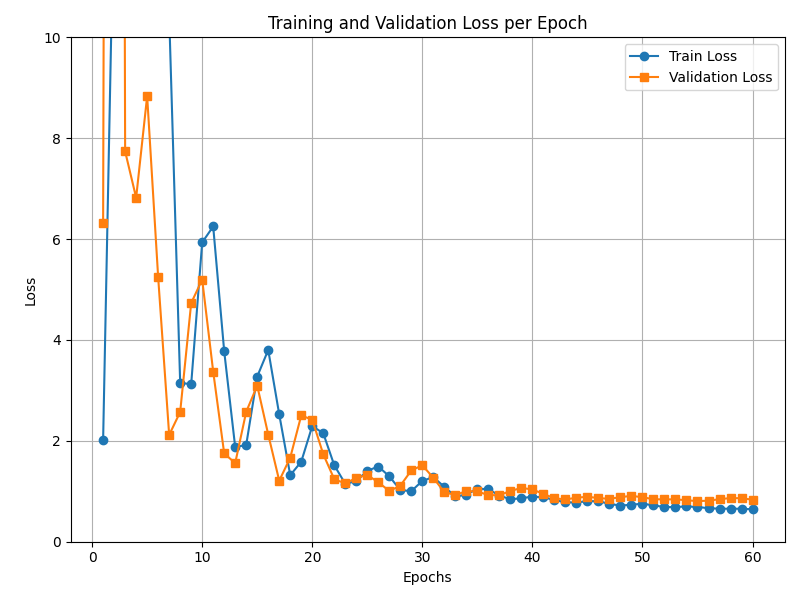 Training and Validation Loss per Epoch
Train Loss
Validation Loss
10
8
6
4
2
0
Loss
0 10 20 30 40 50 60
Epochs